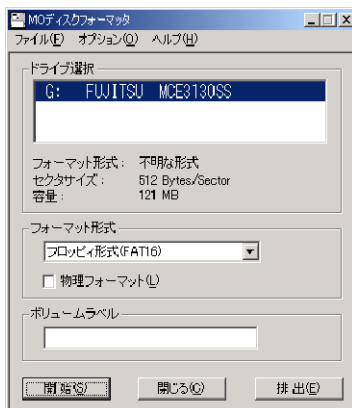 MOディスクフォーマッタ
ファイル(F) オプション(O) ヘルプ(H)
ドライブ選択
G: FUJITSU MCE3130SS
フォーマット形式： 不明な形式
セクタサイズ： 512 Bytes/Sector
容量： 121 MB
フォーマット形式
フロッピィ形式(FAT16)
物理フォーマット(L)
ボリュームラベル
開始(S) 閉じる(C) 排出(E)